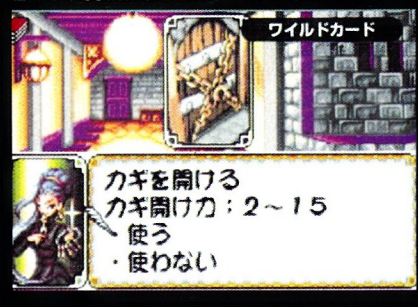 ワイルドカード
カギを開ける
カギ開け力；2～15
・使う
・使わない